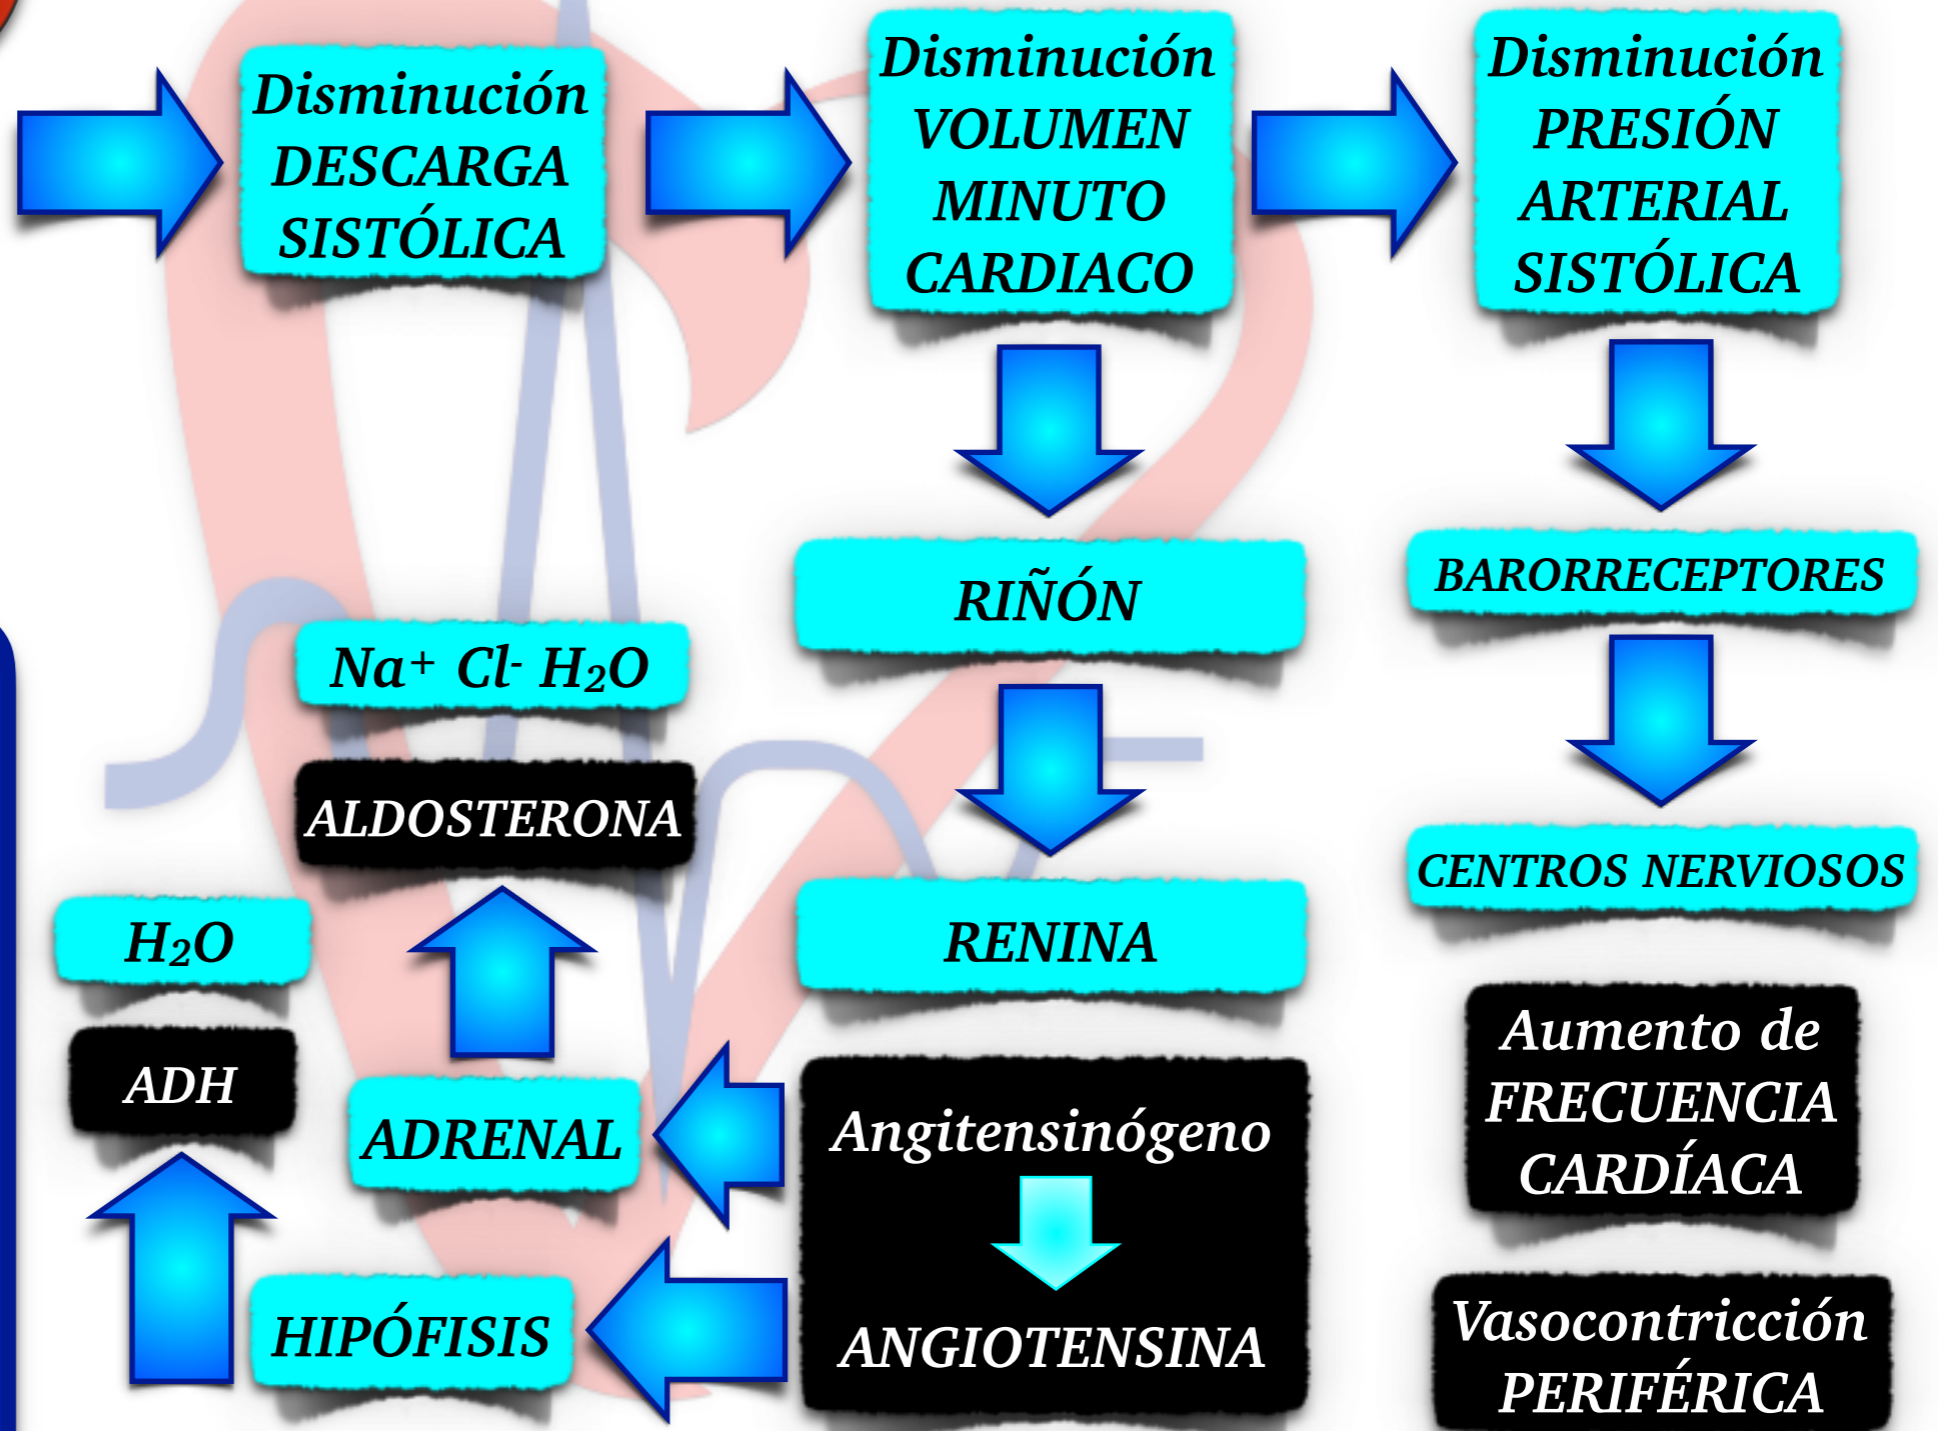 Disminución
DESCARGA
SISTÓLICA
Disminución
VOLUMEN
MINUTO
CARDIACO
Disminución
PRESIÓN
ARTERIAL
SISTÓLICA
RIÑÓN
BARORRECEPTORES
Na⁺ Cl⁻ H₂O
ALDOSTERONA
CENTROS NERVIOSOS
H₂O
RENINA
ADH
ADRENAL
Angitensinógeno
ANGIOTENSINA
Aumento de
FRECUENCIA
CARDÍACA
HIPÓFISIS
Vasocontricción
PERIFÉRICA